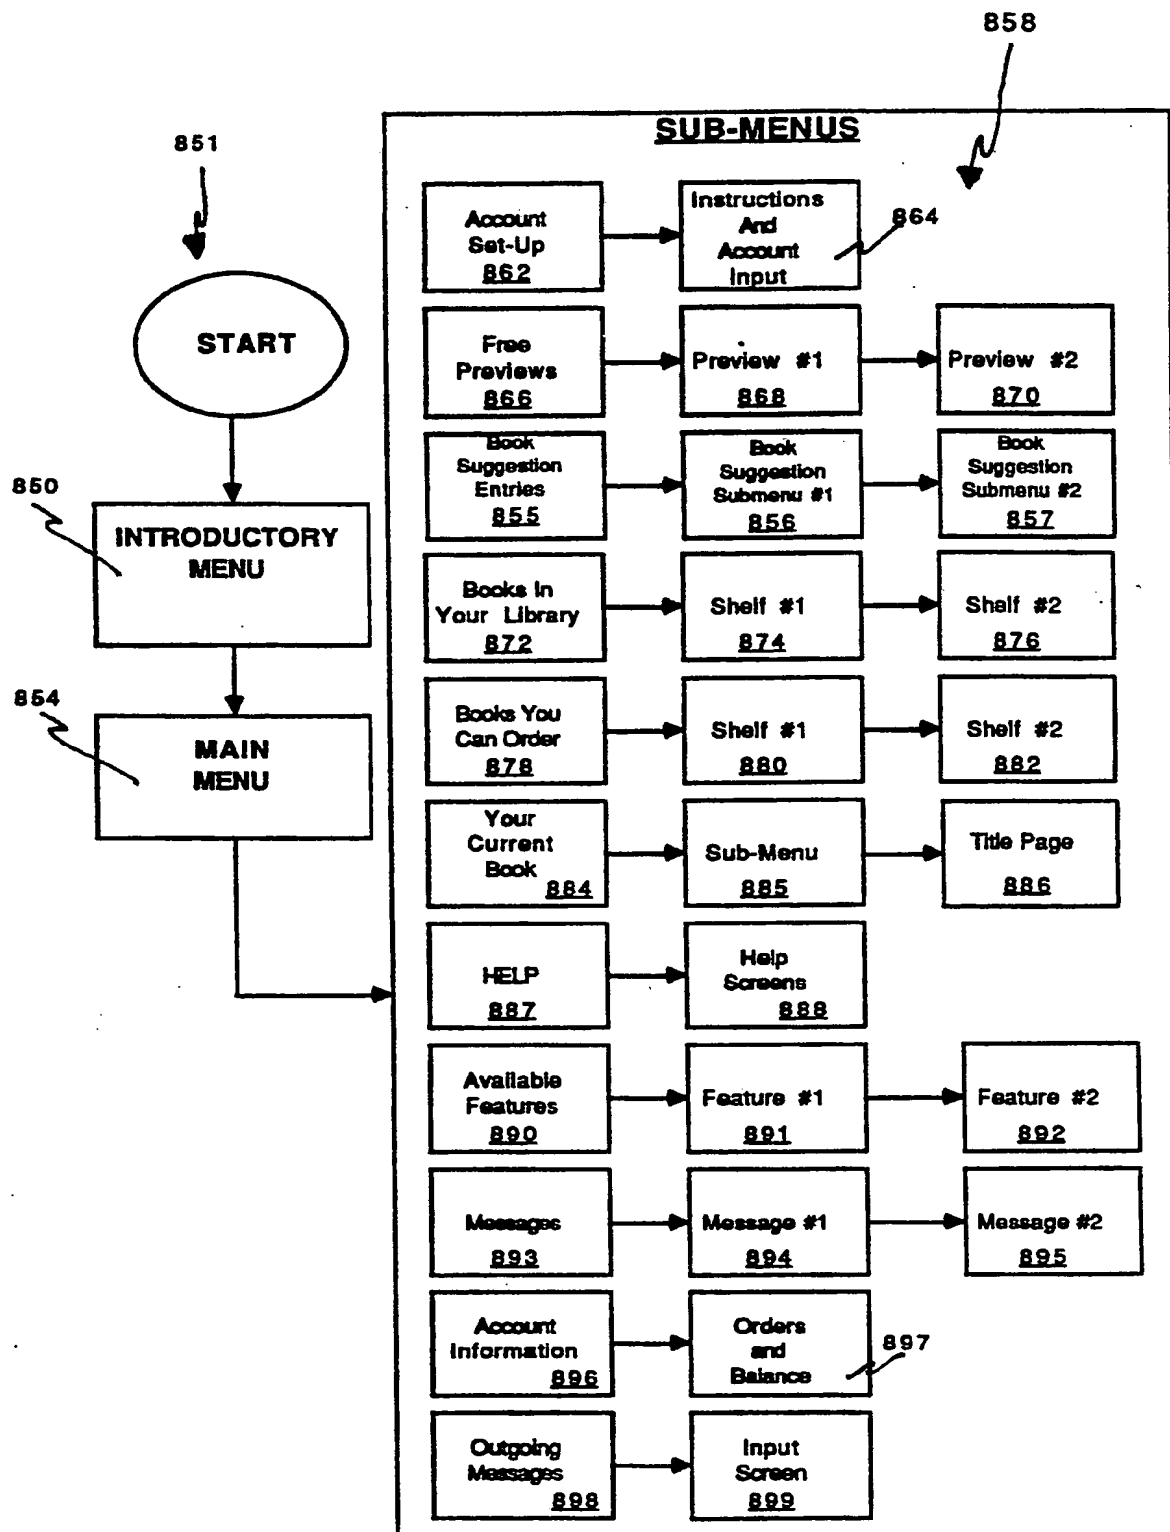 858
SUB-MENUS
851
START
850
INTRODUCTORY
MENU
854
MAIN
MENU
Account
Set-Up
862
Instructions
And
Account
Input
864
Free
Previews
866
Preview #1
868
Preview #2
870
Book
Suggestion
Entries
855
Book
Suggestion
Submenu #1
856
Book
Suggestion
Submenu #2
857
Books In
Your Library
872
Shelf #1
874
Shelf #2
876
Books You
Can Order
878
Shelf #1
880
Shelf #2
882
Your
Current
Book
884
Sub-Menu
885
Title Page
886
HELP
887
Help
Screens
888
Available
Features
890
Feature #1
891
Feature #2
892
Messages
893
Message #1
894
Message #2
895
Account
Information
896
Orders
and
Balance
897
Outgoing
Messages
898
Input
Screen
899